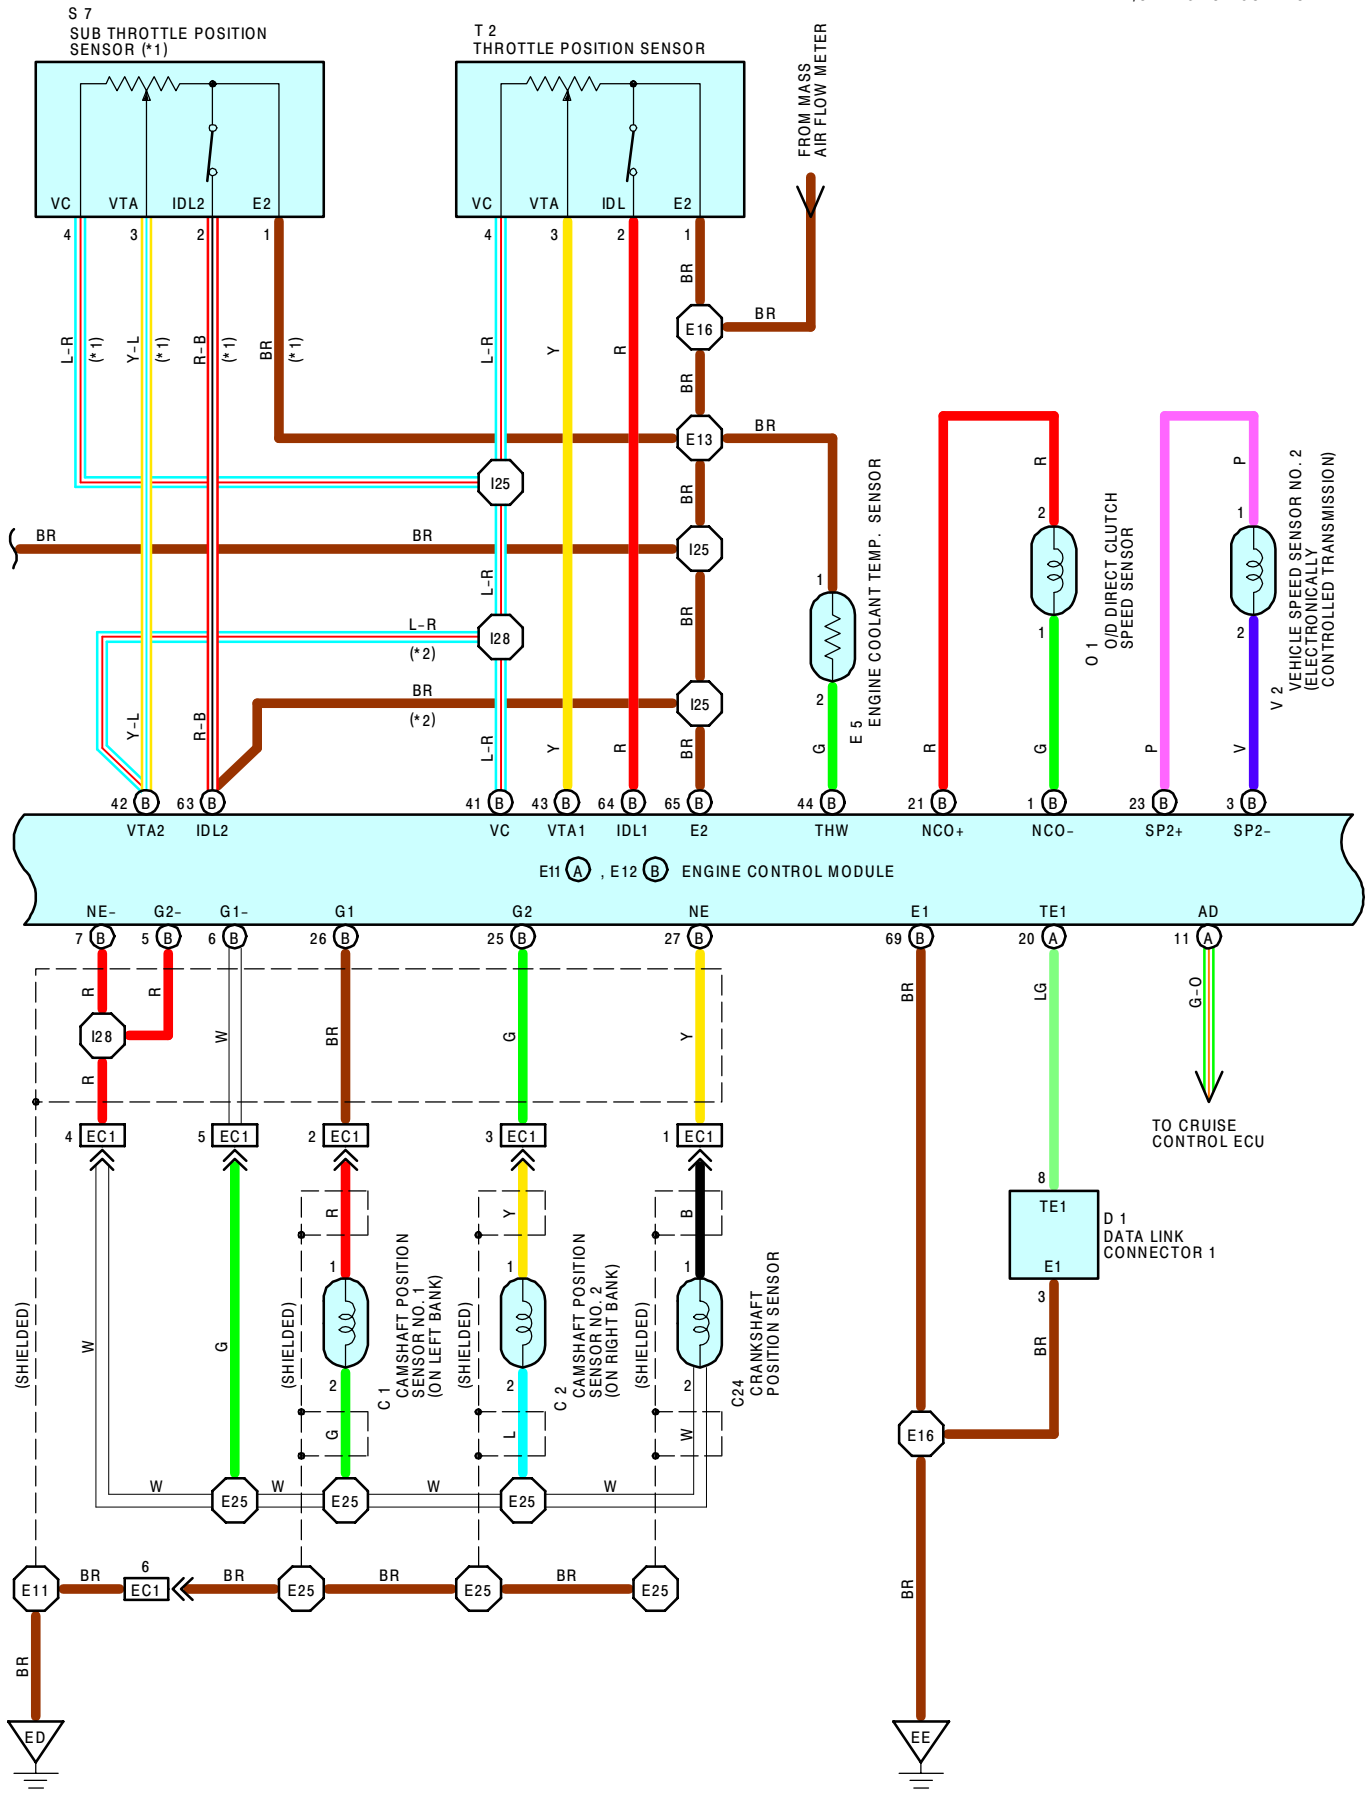 S 7
SUB THROTTLE POSITION
SENSOR (*1)
T 2
THROTTLE POSITION SENSOR
FROM MASS
AIR FLOW METER
VC VTA IDL2 E2
VC VTA IDL E2
4 3 2 1
4 3 2 1
BR
E16
BR
L-R
(*1)
Y-L
(*1)
R-B
(*1)
BR
(*1)
L-R
Y
R
BR
E13
BR
I25
BR
R
P
2
1
BR
BR
I25
O 1
O/D DIRECT CLUTCH
SPEED SENSOR
V 2
VEHICLE SPEED SENSOR NO. 2
(ELECTRONICALLY
CONTROLLED TRANSMISSION)
L-R
1
E 5
ENGINE COOLANT TEMP. SENSOR
L-R
(*2)
I28
BR
1
2
BR
(*2)
I25
2
Y-L
R-B
L-R
Y
R
BR
G
R
G
P
V
42 B 63 B 41 B 43 B 64 B 65 B 44 B 21 B 1 B 23 B 3 B
VTA2 IDL2 VC VTA1 IDL1 E2 THW NCO+ NCO- SP2+ SP2-
E11 A , E12 B ENGINE CONTROL MODULE
NE- G2- G1- G1 G2 NE E1 TE1 AD
7 B 5 B 6 B 26 B 25 B 27 B 69 B 20 A 11 A
R
R
W
BR
G
Y
BR
LG
G-O
I28
R
4 EC1 5 EC1 2 EC1 3 EC1 1 EC1
TO CRUISE
CONTROL ECU
8
TE1
E1
3
D 1
DATA LINK
CONNECTOR 1
R
Y
B
1
1
1
(SHIELDED)
W
G
(SHIELDED)
C 1
CAMSHAFT POSITION
SENSOR NO. 1
(ON LEFT BANK)
(SHIELDED)
C 2
CAMSHAFT POSITION
SENSOR NO. 2
(ON RIGHT BANK)
(SHIELDED)
C24
CRANKSHAFT
POSITION SENSOR
BR
2
2
2
G
L
W
E16
W
E25
W
E25
W
E25
W
E11
BR
6
EC1
BR
E25
BR
E25
BR
E25
BR
BR
ED
EE